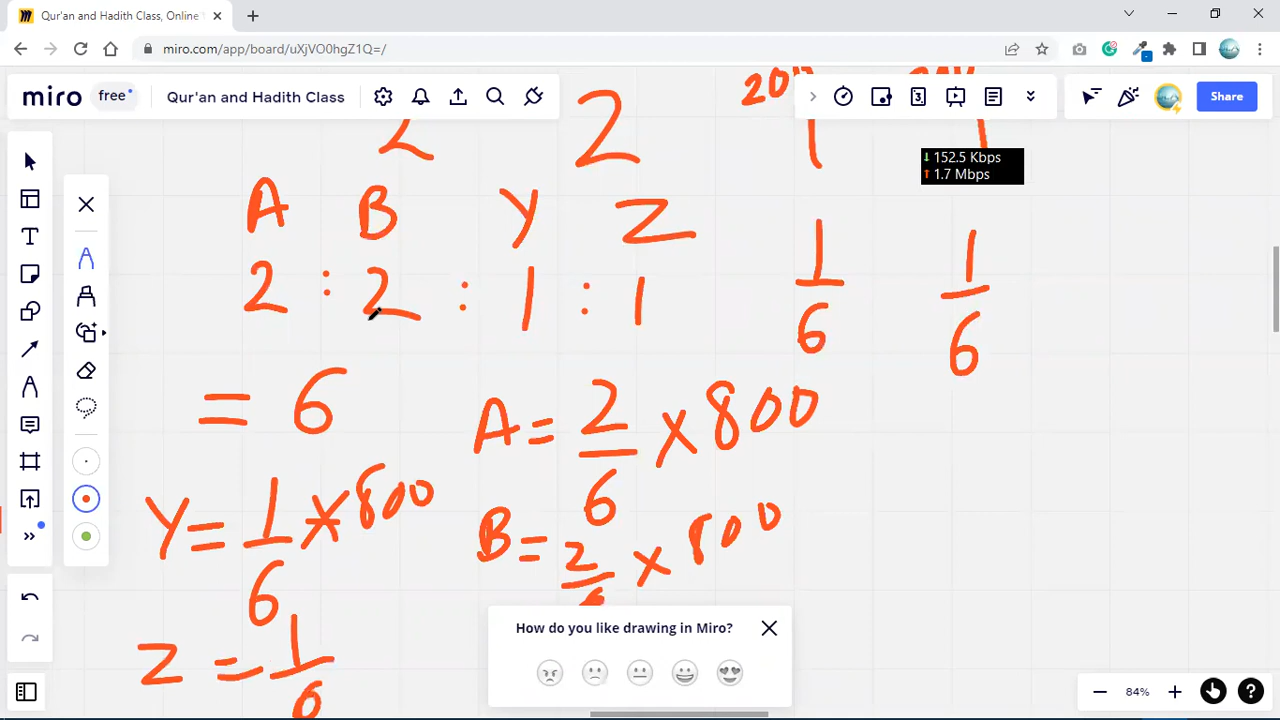 Qur'an and Hadith Class, Online T
miro.com/app/board/uXjVO0hgZ1Q=/
miro free Qur'an and Hadith Class
Share
152.5 Kbps
1.7 Mbps
2 2
A B Y Z
2 : 2 : 1 : 1
1/6 1/6
= 6
A = 2/6 × 800
Y = 1/6 × 800
B = 2/6 × 800
Z = 1/6
How do you like drawing in Miro?
84%